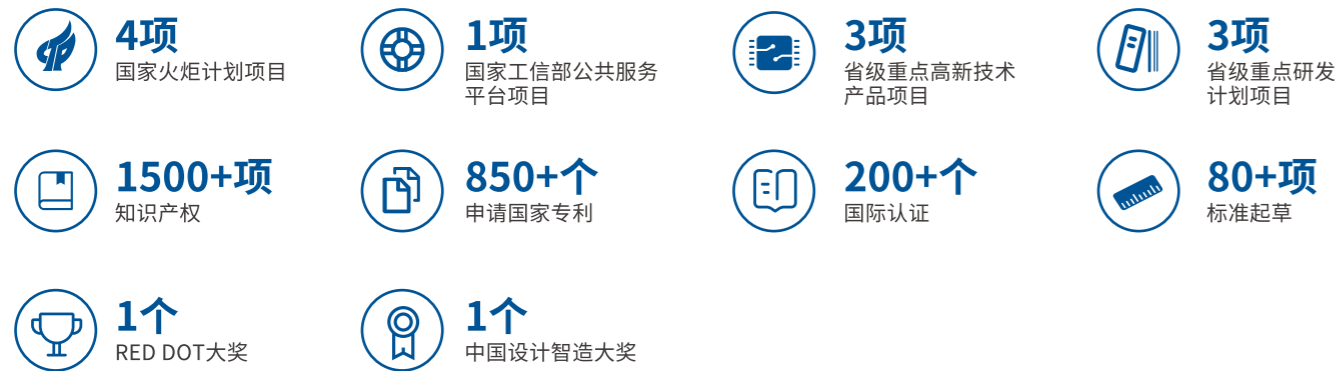 4项
国家火炬计划项目
1项
国家工信部公共服务
平台项目
3项
省级重点高新技术
产品项目
3项
省级重点研发
计划项目
1500+项
知识产权
850+个
申请国家专利
200+个
国际认证
80+项
标准起草
1个
RED DOT大奖
1个
中国设计智造大奖